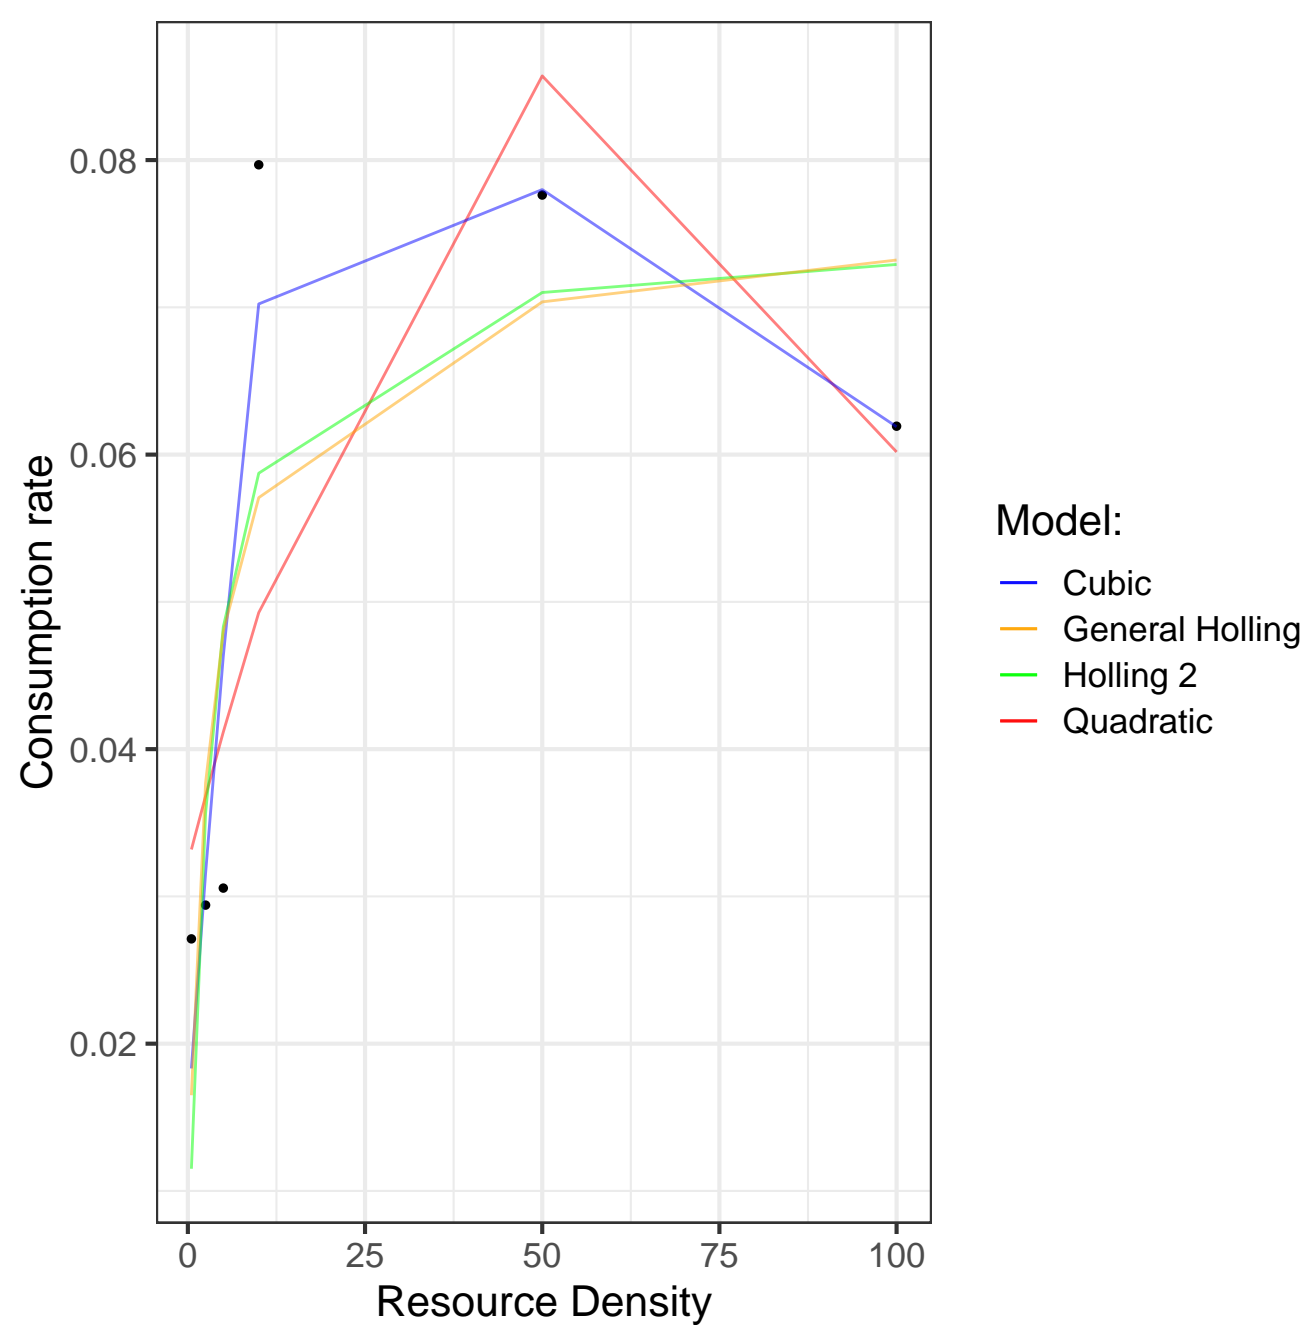 0.08
0.06
0.04
0.02
Consumption rate
0 25 50 75 100
Resource Density
Model:
Cubic
General Holling
Holling 2
Quadratic